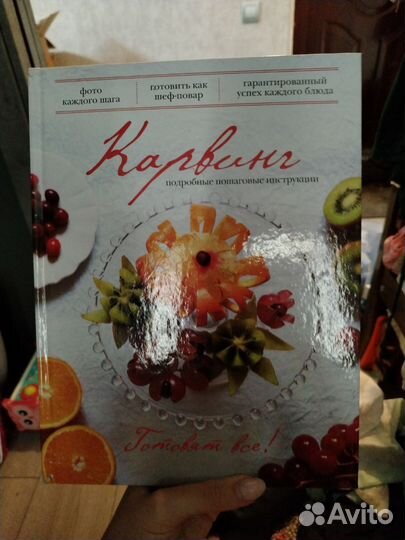 фото
каждого шага
готовить как
шеф-повар
гарантированный
успех каждого блюда
Карвинг
подробные пошаговые инструкции
Готовят все!
Avito